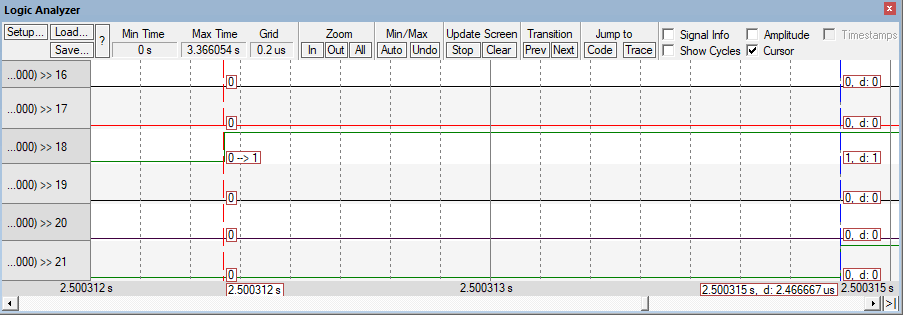 Logic Analyzer
Setup... Load... ? Min Time Max Time Grid Zoom Min/Max Update Screen Transition Jump to Signal Info Amplitude Timestamps
Save... 0 s 3.366054 s 0.2 us In Out All Auto Undo Stop Clear Prev Next Code Trace Show Cycles Cursor
...000) >> 16 0 0, d: 0
...000) >> 17 0 0, d: 0
...000) >> 18 0 --> 1 1, d: 1
...000) >> 19 0 0, d: 0
...000) >> 20 0 0, d: 0
...000) >> 21 0 0, d: 0
2.500312 s 2.500312 s 2.500313 s 2.500315 s, d: 2.466667 us 2.500315 s
>|